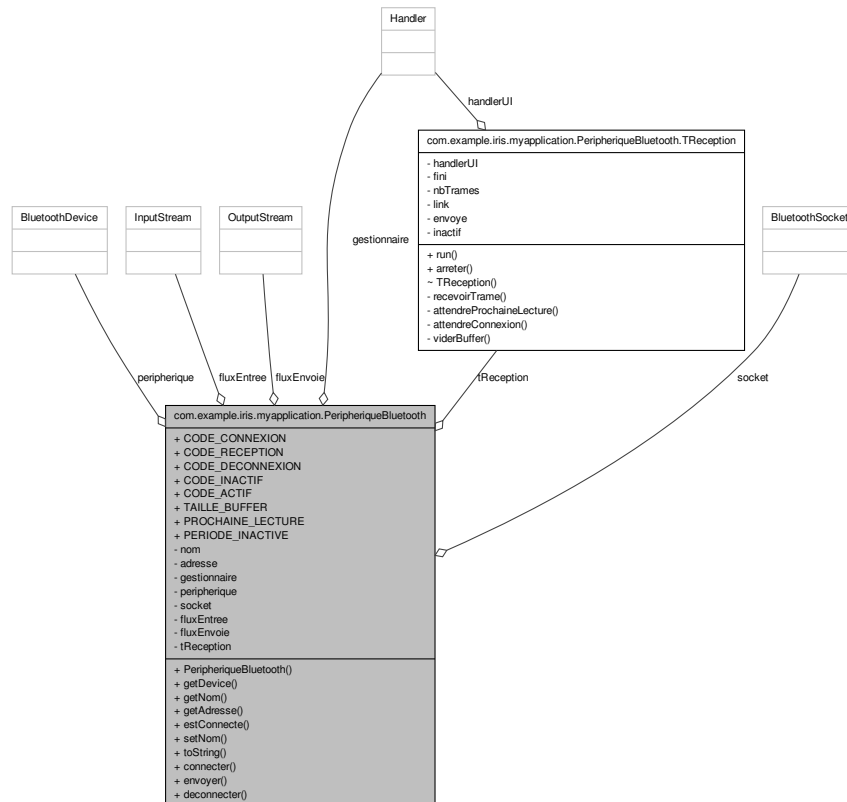 Handler
handlerUI
com.example.iris.myapplication.PeripheriqueBluetooth.TReception
- handlerUI
- fini
- nbTrames
- link
- envoye
- inactif
+ run()
+ arreter()
~ TReception()
- recevoirTrame()
- attendreProchaineLecture()
- attendreConnexion()
- viderBuffer()
BluetoothDevice
InputStream
OutputStream
BluetoothSocket
gestionnaire
peripherique
fluxEntree
fluxEnvoie
tReception
socket
com.example.iris.myapplication.PeripheriqueBluetooth
+ CODE_CONNEXION
+ CODE_RECEPTION
+ CODE_DECONNEXION
+ CODE_INACTIF
+ CODE_ACTIF
+ TAILLE_BUFFER
+ PROCHAINE_LECTURE
+ PERIODE_INACTIVE
- nom
- adresse
- gestionnaire
- peripherique
- socket
- fluxEntree
- fluxEnvoie
- tReception
+ PeripheriqueBluetooth()
+ getDevice()
+ getNom()
+ getAdresse()
+ estConnecte()
+ setNom()
+ toString()
+ connecter()
+ envoyer()
+ deconnecter()